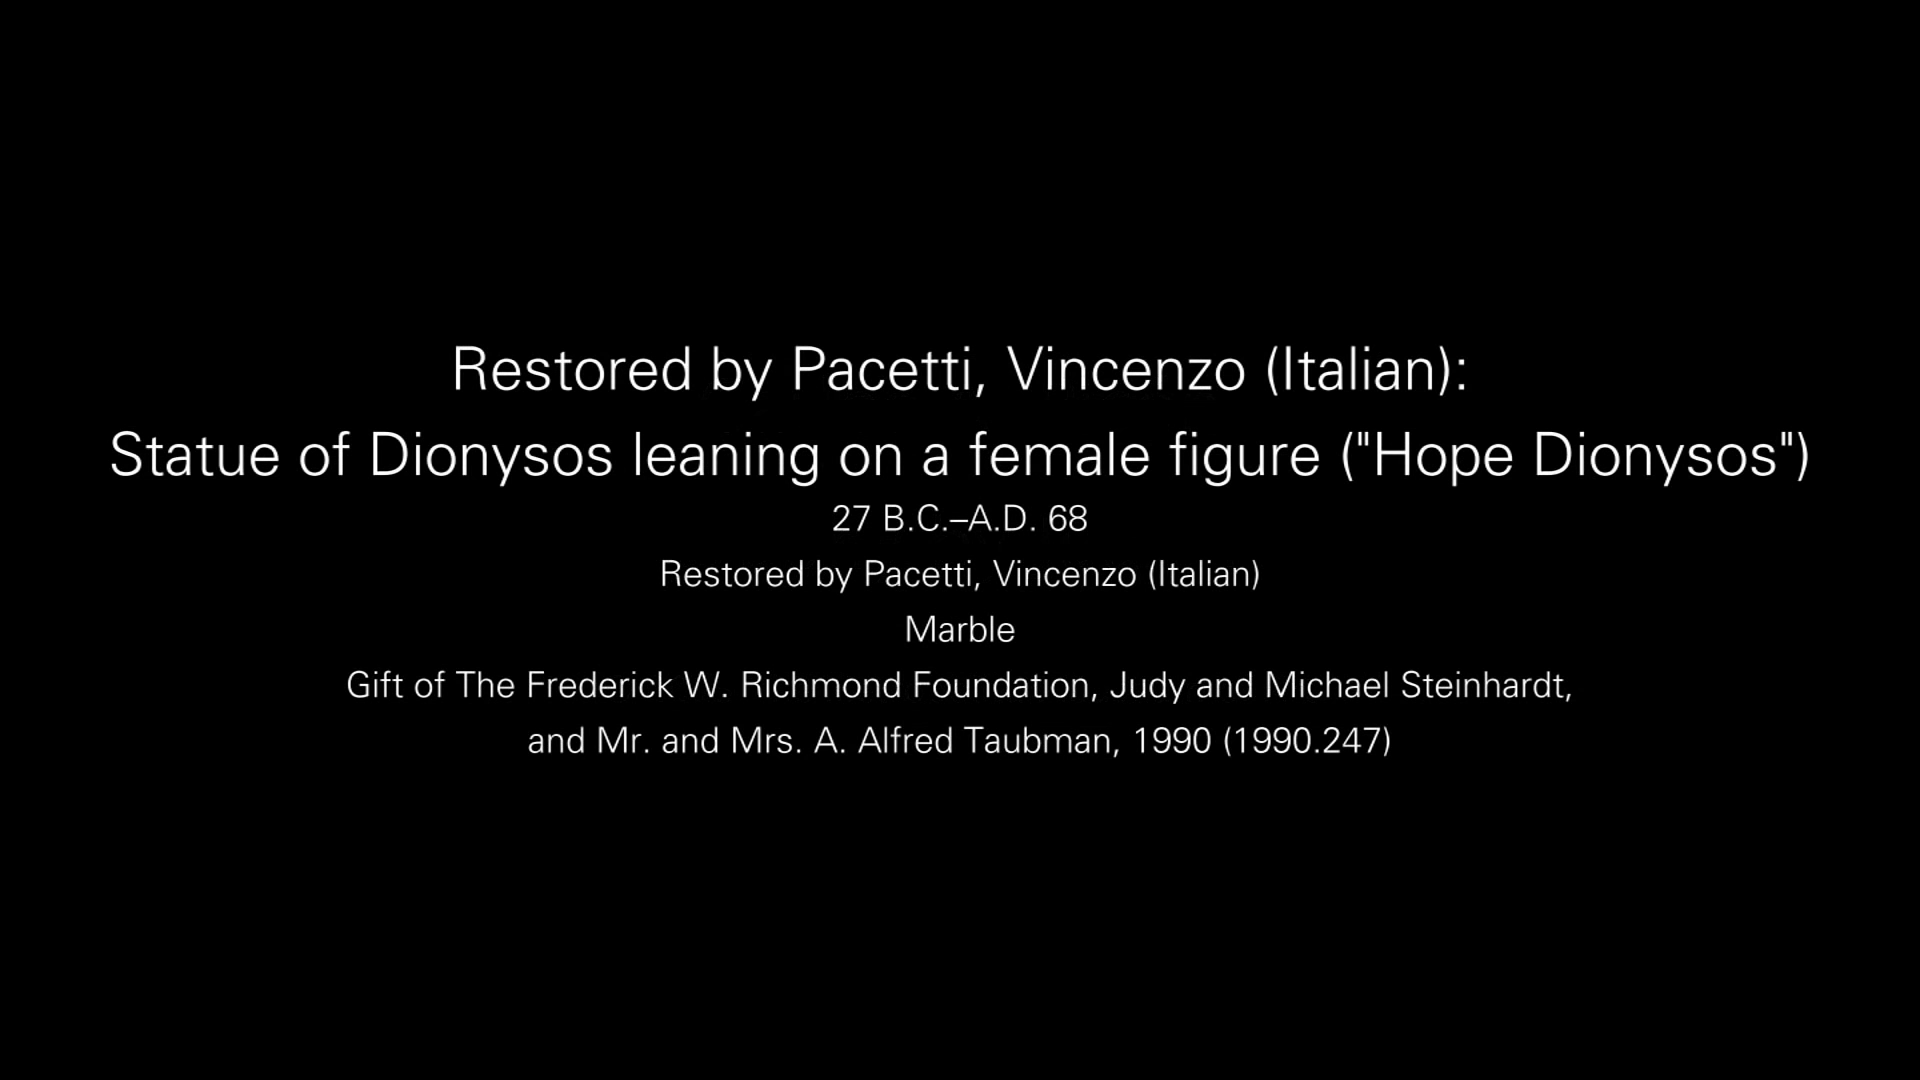 Restored by Pacetti, Vincenzo (Italian):
Statue of Dionysos leaning on a female figure ("Hope Dionysos")
27 B.C.–A.D. 68
Restored by Pacetti, Vincenzo (Italian)
Marble
Gift of The Frederick W. Richmond Foundation, Judy and Michael Steinhardt,
and Mr. and Mrs. A. Alfred Taubman, 1990 (1990.247)